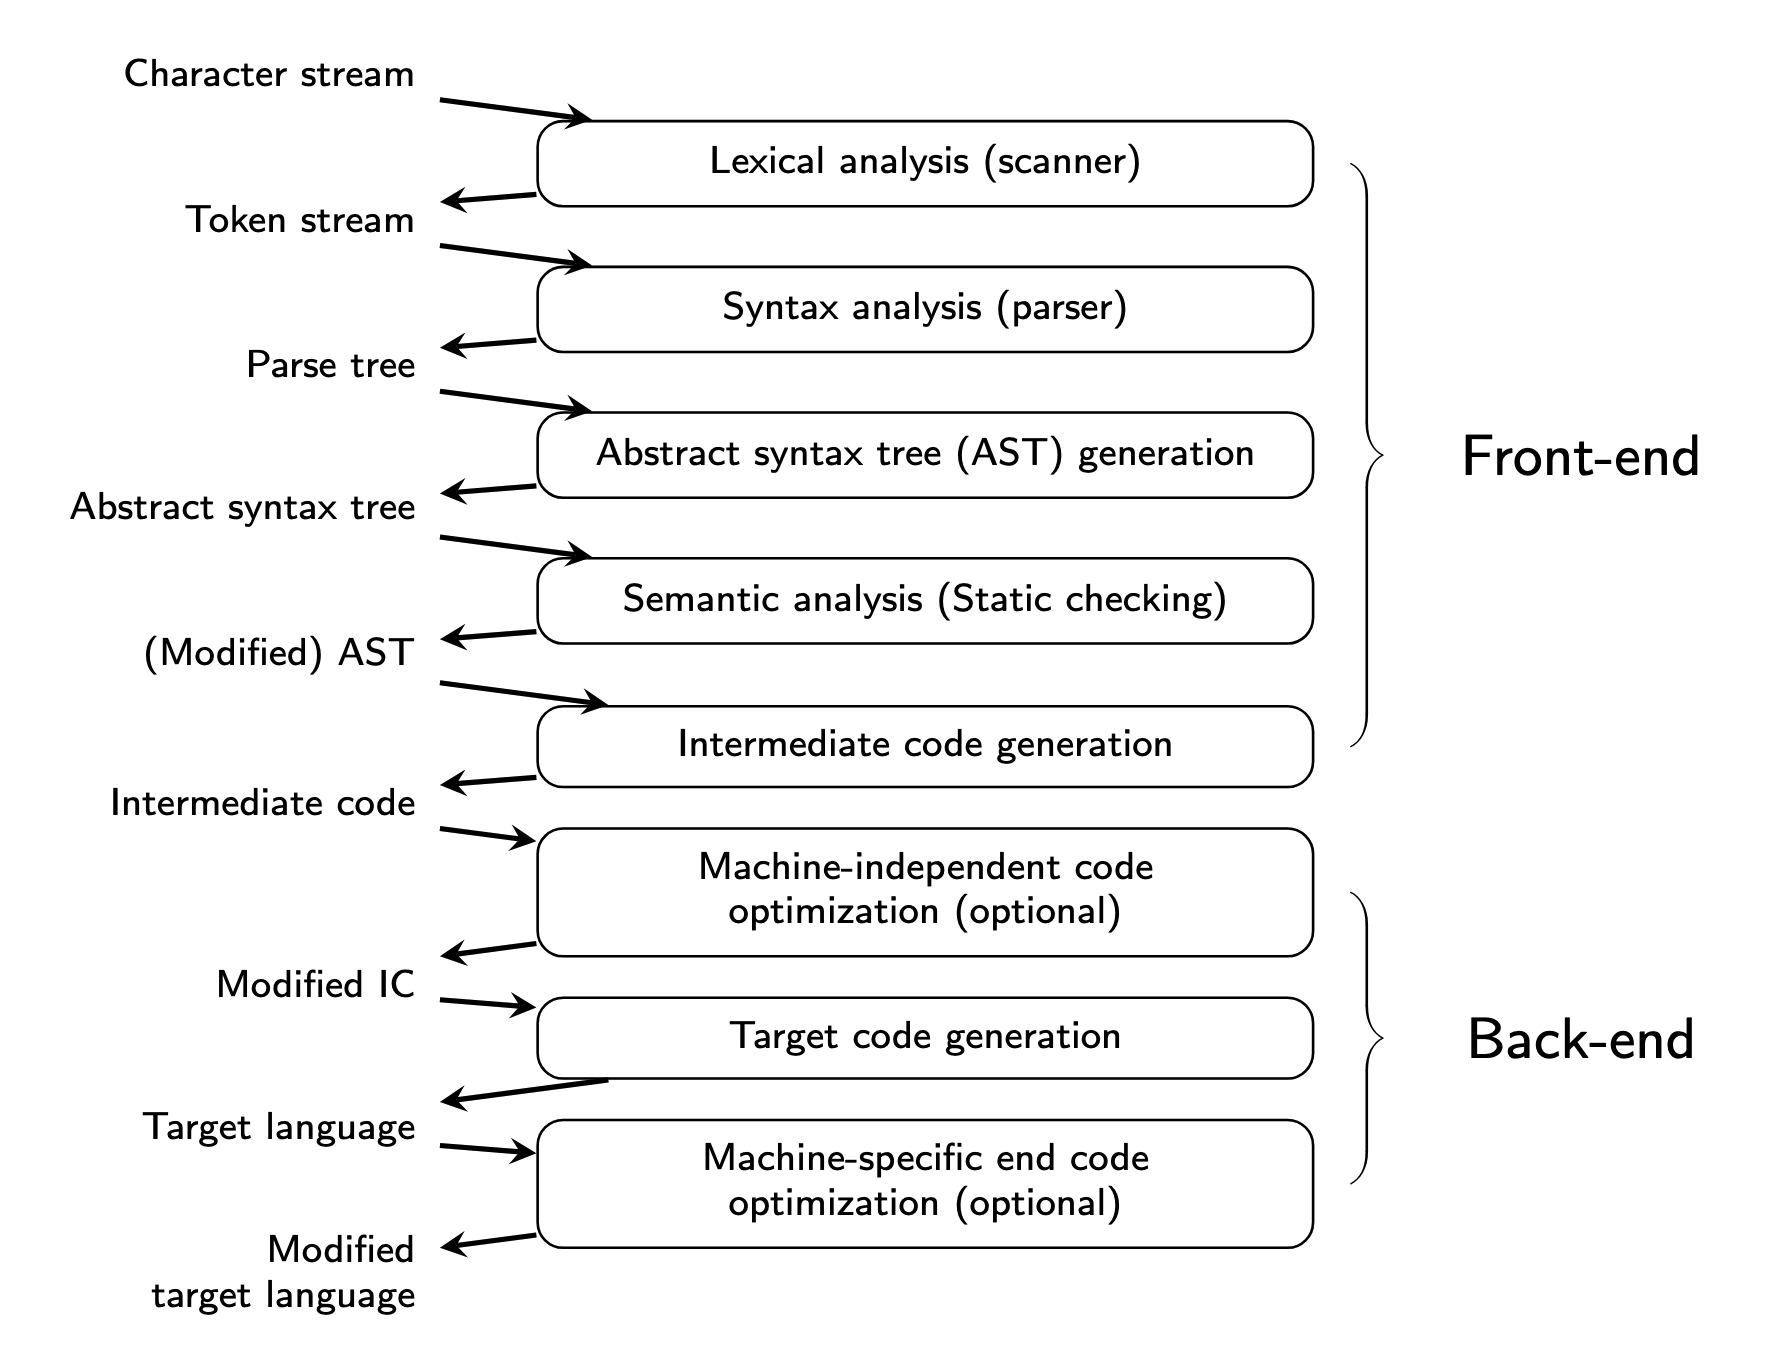 Character stream
Lexical analysis (scanner)
Token stream
Syntax analysis (parser)
Parse tree
Abstract syntax tree (AST) generation
Front-end
Abstract syntax tree
Semantic analysis (Static checking)
(Modified) AST
Intermediate code generation
Intermediate code
Machine-independent code
optimization (optional)
Modified IC
Target code generation
Back-end
Target language
Machine-specific end code
optimization (optional)
Modified
target language